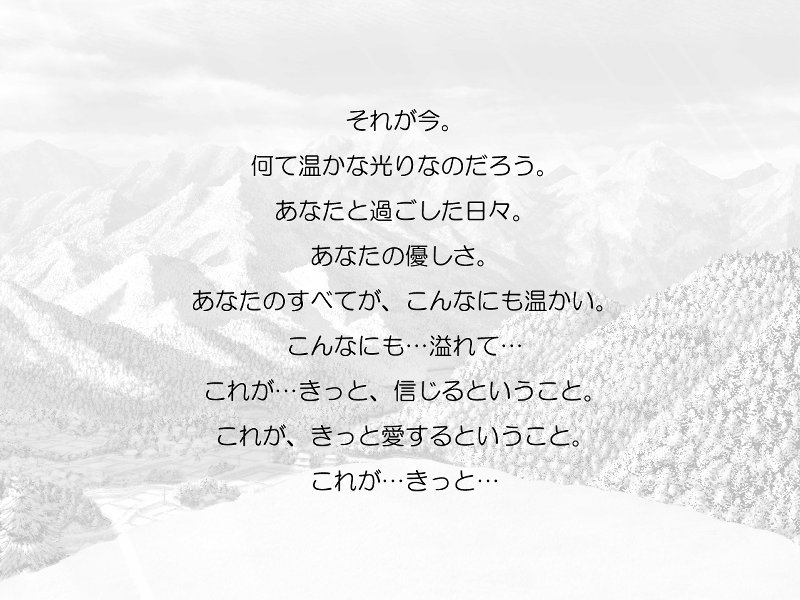 それが今。
何て温かな光りなのだろう。
あなたと過ごした日々。
あなたの優しさ。
あなたのすべてが、こんなにも温かい。
こんなにも…溢れて…
これが…きっと、信じるということ。
これが、きっと愛するということ。
これが…きっと…